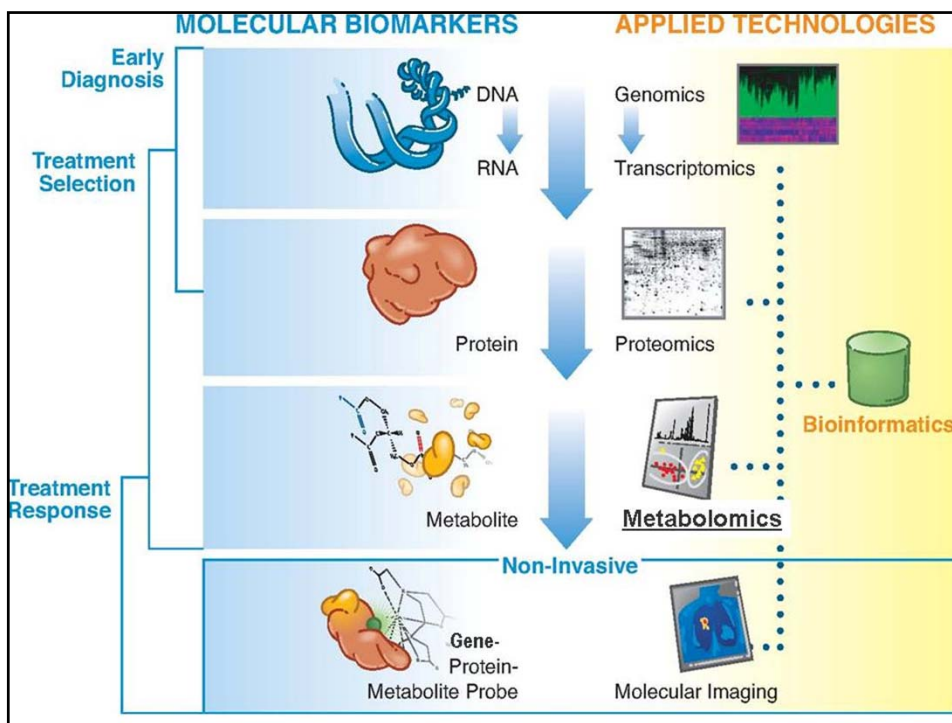 MOLECULAR BIOMARKERS
APPLIED TECHNOLOGIES
Early
Diagnosis
DNA
Genomics
Treatment
Selection
RNA
Transcriptomics
Protein
Proteomics
Bioinformatics
Treatment
Response
Metabolite
Metabolomics
Non-Invasive
Gene-
Protein-
Metabolite Probe
Molecular Imaging